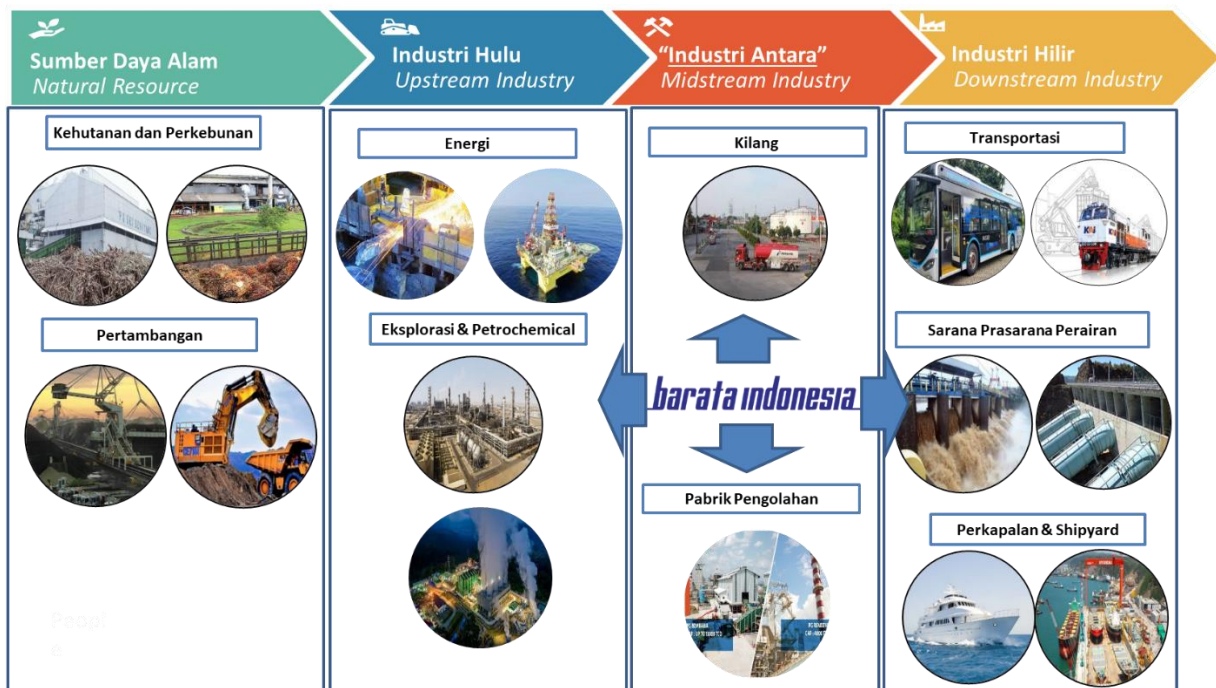 Sumber Daya Alam
Natural Resource
Industri Hulu
Upstream Industry
"Industri Antara"
Midstream Industry
Industri Hilir
Downstream Industry
Kehutanan dan Perkebunan
Pertambangan
Energi
Eksplorasi & Petrochemical
Kilang
barata indonesia
Pabrik Pengolahan
Transportasi
Sarana Prasarana Perairan
Perkapalan & Shipyard
Peopl
e